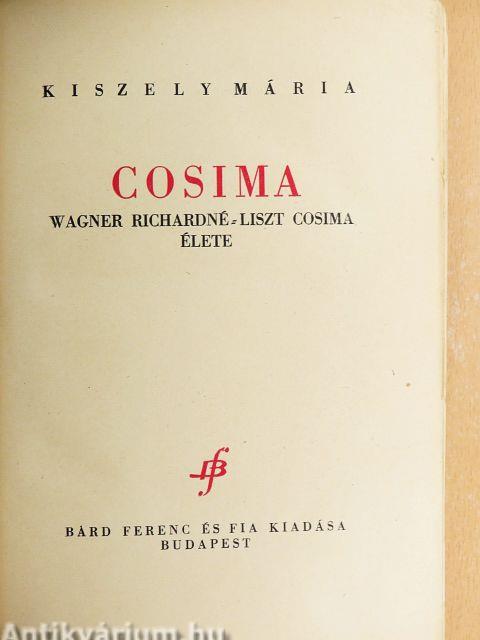 KISZELY MÁRIA
COSIMA
WAGNER RICHARDNÉ=LISZT COSIMA
ÉLETE
BÁRD FERENC ÉS FIA KIADÁSA
BUDAPEST
Antikvárium.hu